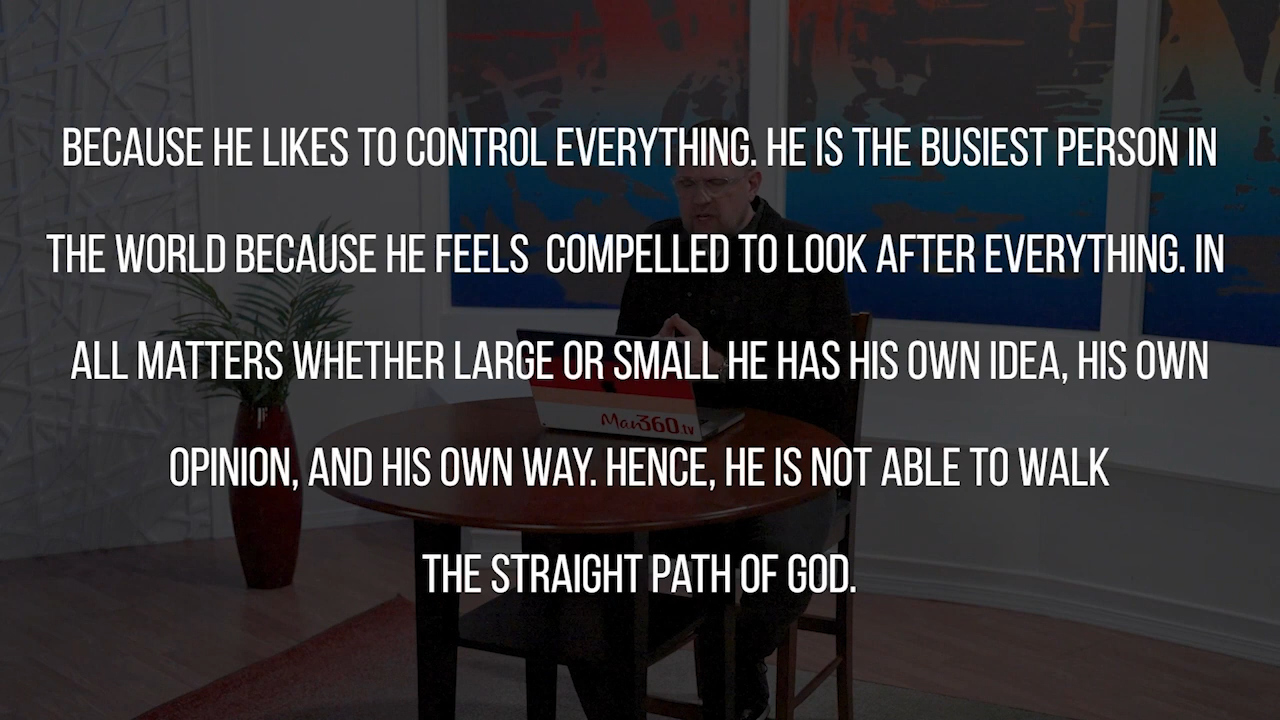 BECAUSE HE LIKES TO CONTROL EVERYTHING. HE IS THE BUSIEST PERSON IN
THE WORLD BECAUSE HE FEELS  COMPELLED TO LOOK AFTER EVERYTHING. IN
ALL MATTERS WHETHER LARGE OR SMALL HE HAS HIS OWN IDEA, HIS OWN
OPINION, AND HIS OWN WAY. HENCE, HE IS NOT ABLE TO WALK
THE STRAIGHT PATH OF GOD.
Man360.tv